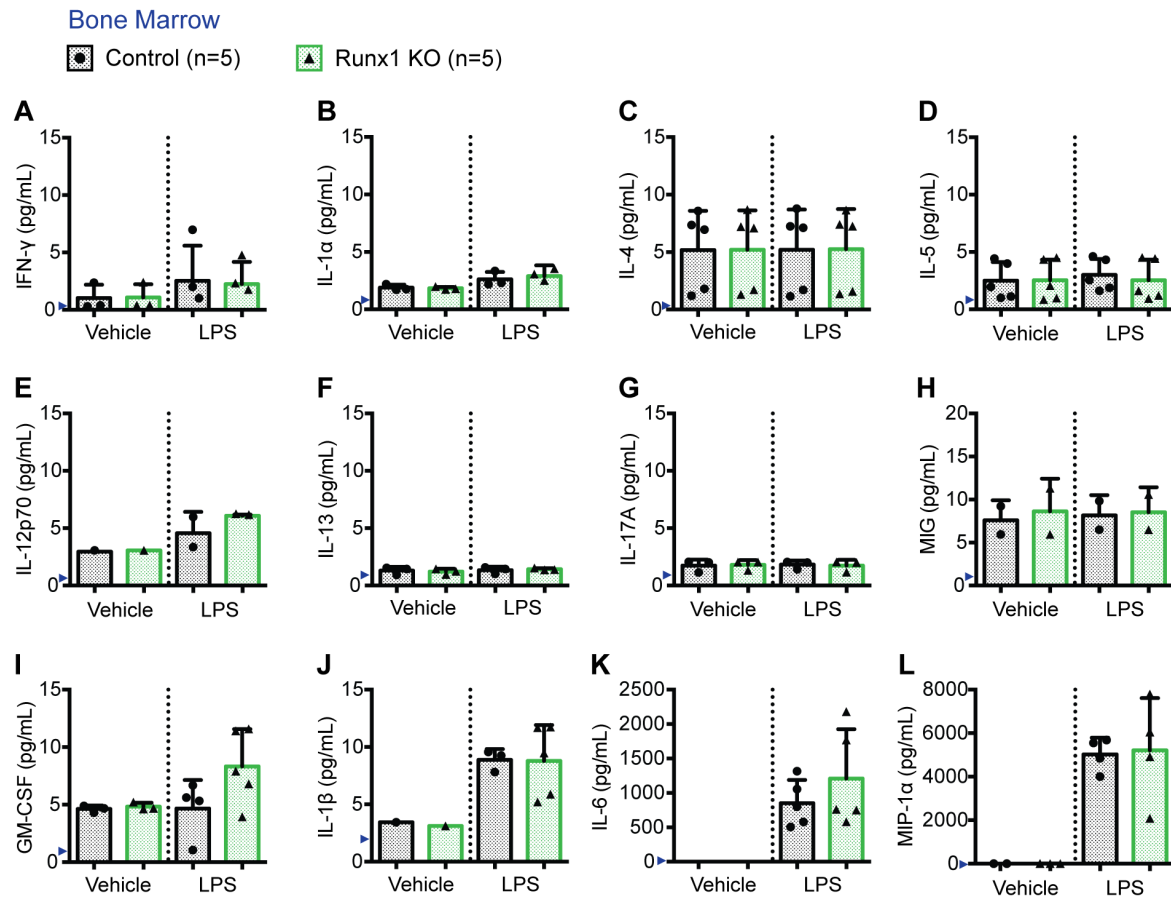 Bone Marrow
Control (n=5) Runx1 KO (n=5)
A
IFN-γ (pg/mL)
15
10
5
0
Vehicle LPS
B
IL-1α (pg/mL)
15
10
5
0
Vehicle LPS
C
IL-4 (pg/mL)
15
10
5
0
Vehicle LPS
D
IL-5 (pg/mL)
15
10
5
0
Vehicle LPS
E
IL-12p70 (pg/mL)
15
10
5
0
Vehicle LPS
F
IL-13 (pg/mL)
15
10
5
0
Vehicle LPS
G
IL-17A (pg/mL)
15
10
5
0
Vehicle LPS
H
MIG (pg/mL)
20
15
10
5
0
Vehicle LPS
I
GM-CSF (pg/mL)
15
10
5
0
Vehicle LPS
J
IL-1β (pg/mL)
15
10
5
0
Vehicle LPS
K
IL-6 (pg/mL)
2500
2000
1500
1000
500
0
Vehicle LPS
L
MIP-1α (pg/mL)
8000
6000
4000
2000
0
Vehicle LPS